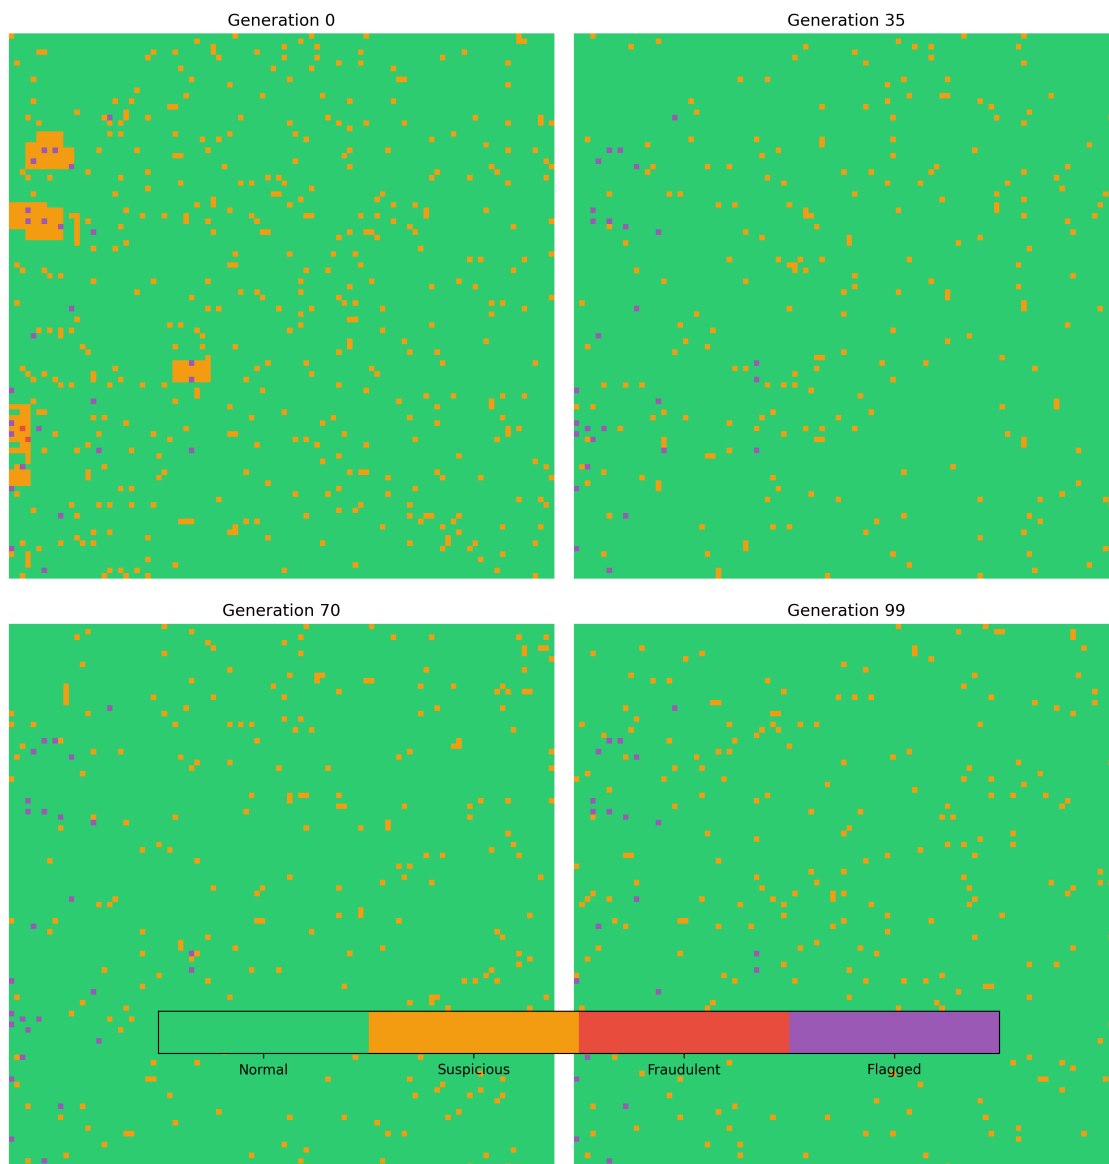 Generation 0
Generation 35
Generation 70
Generation 99
Normal
Suspicious
Fraudulent
Flagged